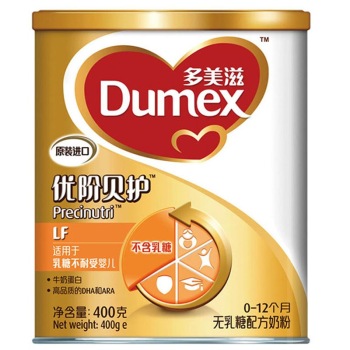 多美滋
TM
Dumex
原装进口
优阶贝护™
Precinutri™
LF
适用于
乳糖不耐受婴儿
不含乳糖
• 牛奶蛋白
• 高品质的DHA和ARA
净含量: 400克
Net weight: 400g e
0-12个月
无乳糖配方奶粉